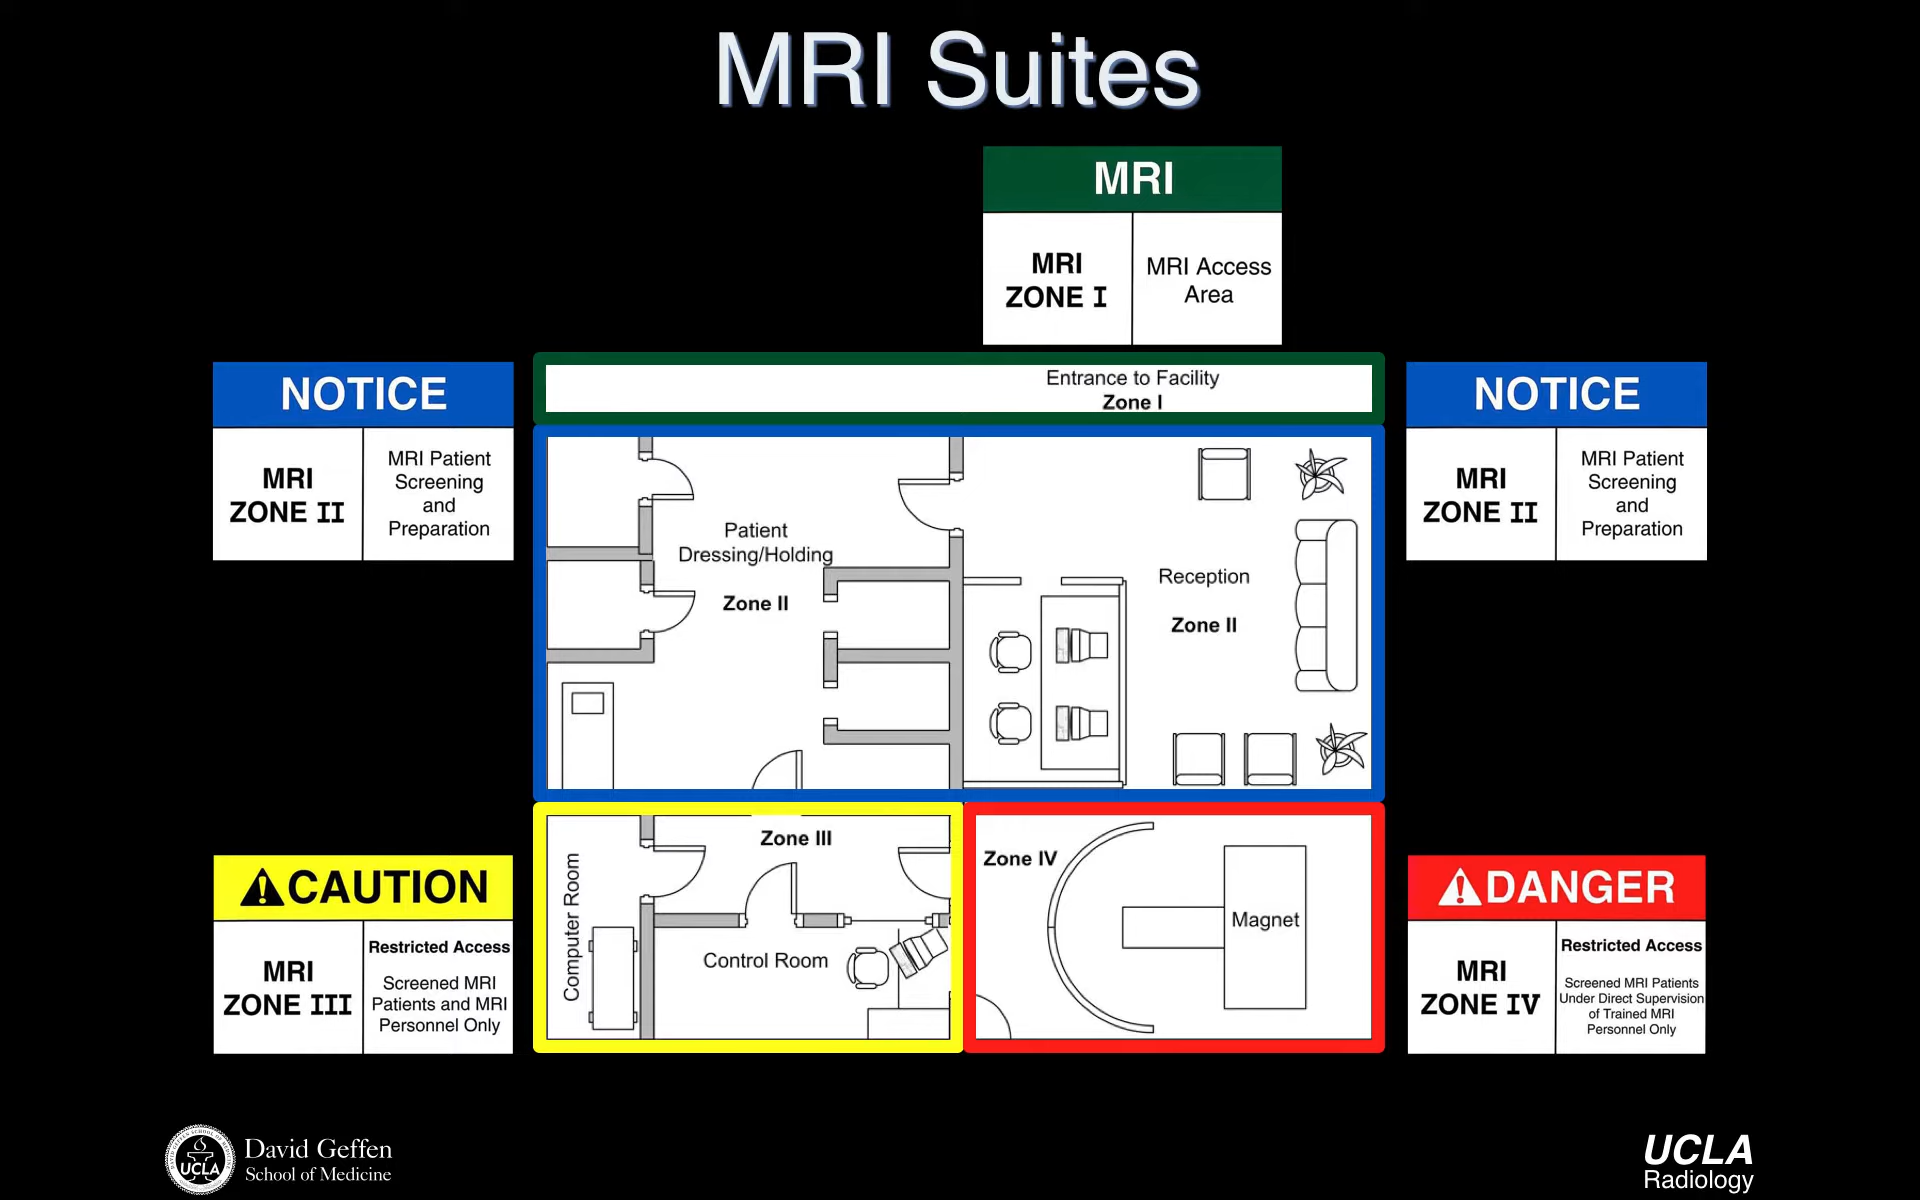 MRI Suites
MRI
MRI
ZONE I
MRI Access
Area
NOTICE
MRI
ZONE II
MRI Patient
Screening
and
Preparation
Entrance to Facility
Zone I
NOTICE
MRI
ZONE II
MRI Patient
Screening
and
Preparation
Patient
Dressing/Holding
Zone II
Reception
Zone II
CAUTION
MRI
ZONE III
Restricted Access
Screened MRI
Patients and MRI
Personnel Only
Zone III
Computer Room
Control Room
Zone IV
Magnet
DANGER
MRI
ZONE IV
Restricted Access
Screened MRI Patients
Under Direct Supervision
of Trained MRI
Personnel Only
UCLA
David Geffen
School of Medicine
UCLA
Radiology